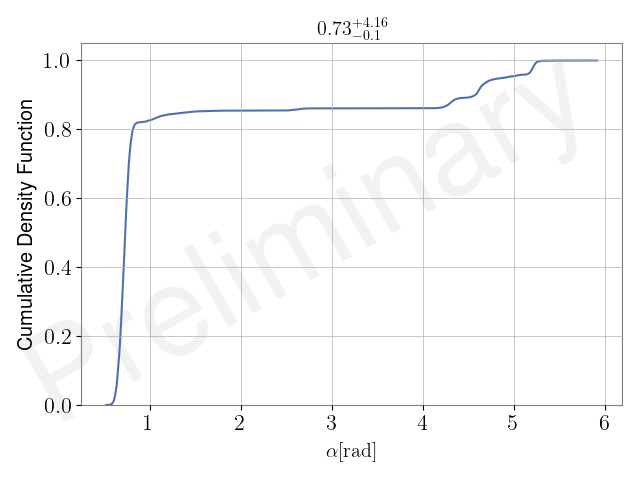 0.73^{+4.16}_{-0.1}
Cumulative Density Function
1.0
0.8
0.6
0.4
0.2
0.0
1 2 3 4 5 6
α[rad]
Preliminary